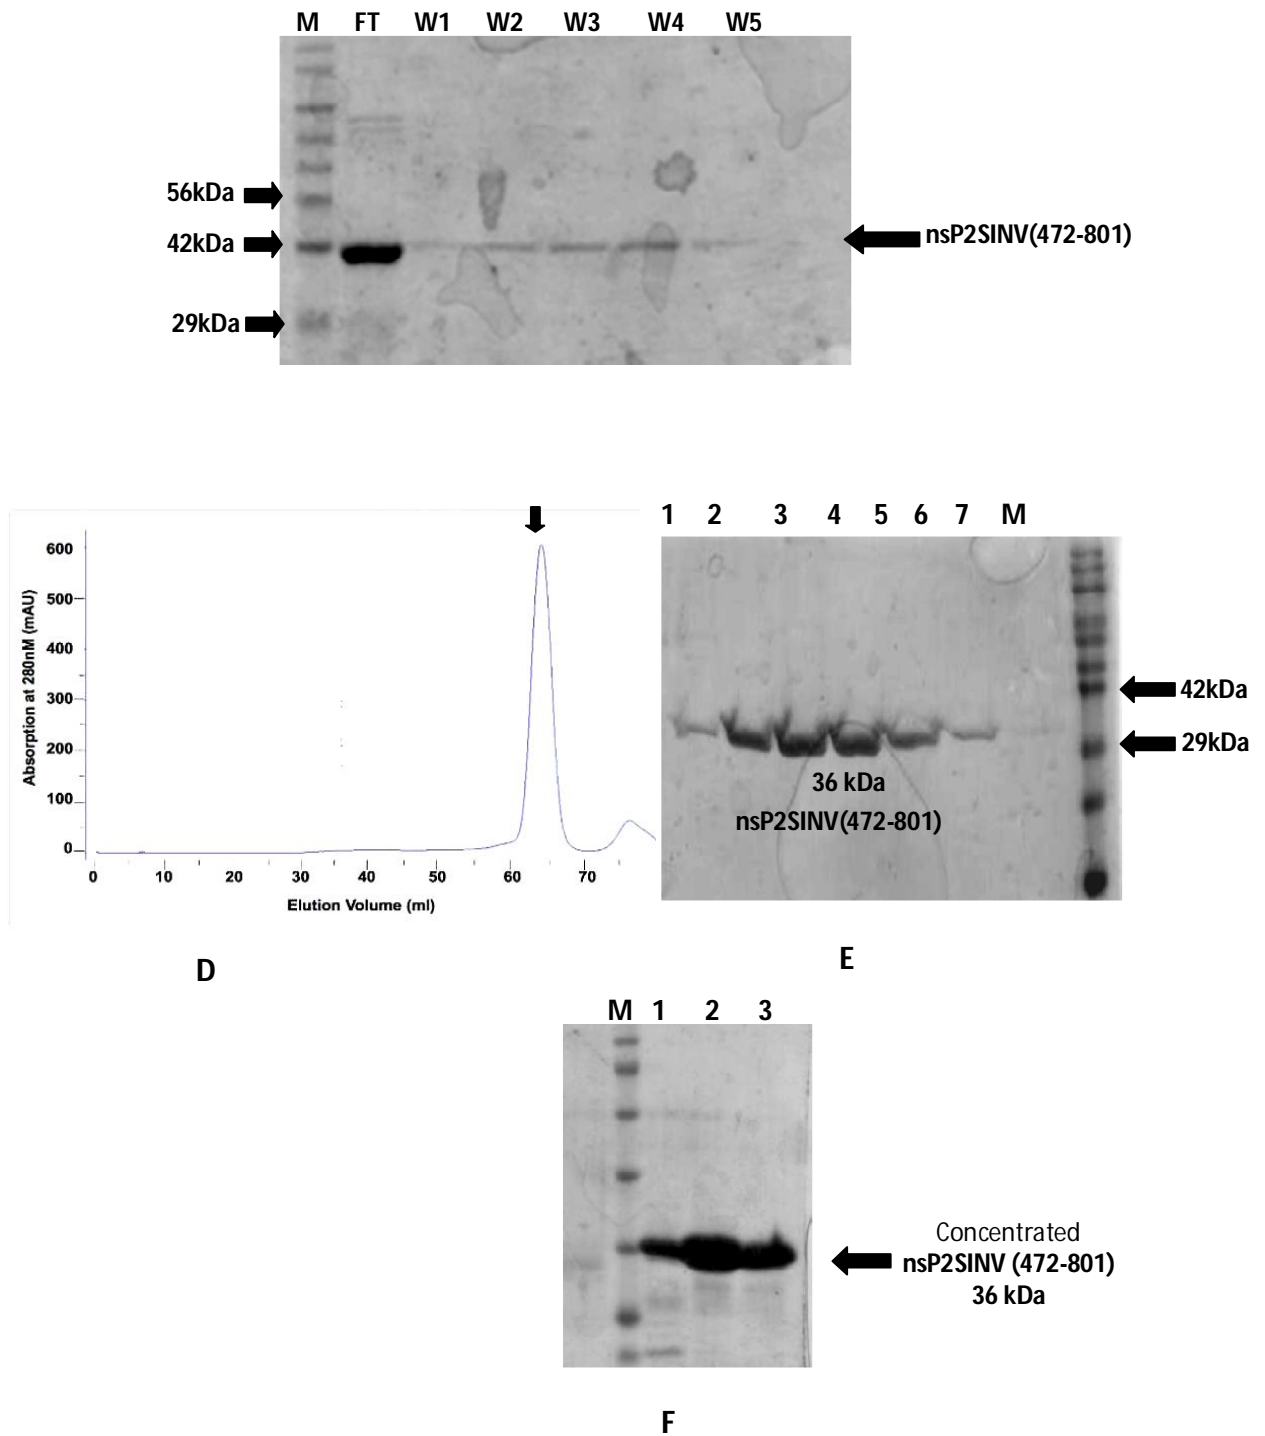 M FT W1 W2 W3 W4 W5
56kDa
42kDa
nsP2SINV(472-801)
29kDa
1 2 3 4 5 6 7 M
Absorption at 280nM (mAU)
600
500
400
300
200
100
0
0 10 20 30 40 50 60 70
Elution Volume (ml)
42kDa
29kDa
36 kDa
nsP2SINV(472-801)
D
E
M 1 2 3
Concentrated
nsP2SINV (472-801)
36 kDa
F